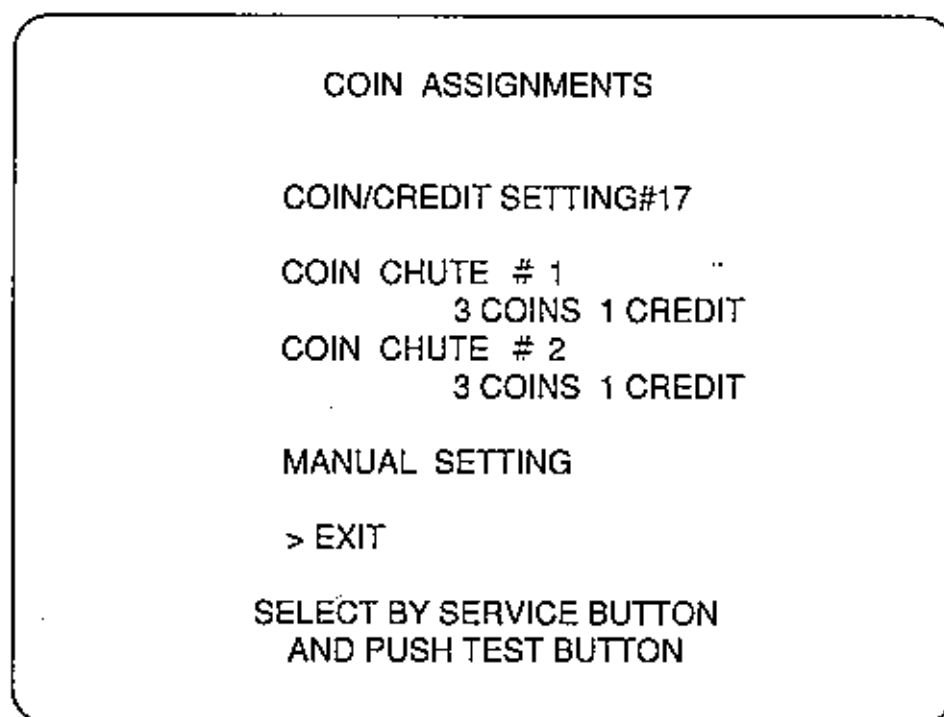 COIN ASSIGNMENTS
COIN/CREDIT SETTING#17
COIN CHUTE # 1
3 COINS 1 CREDIT
COIN CHUTE # 2
3 COINS 1 CREDIT
MANUAL SETTING
> EXIT
SELECT BY SERVICE BUTTON
AND PUSH TEST BUTTON